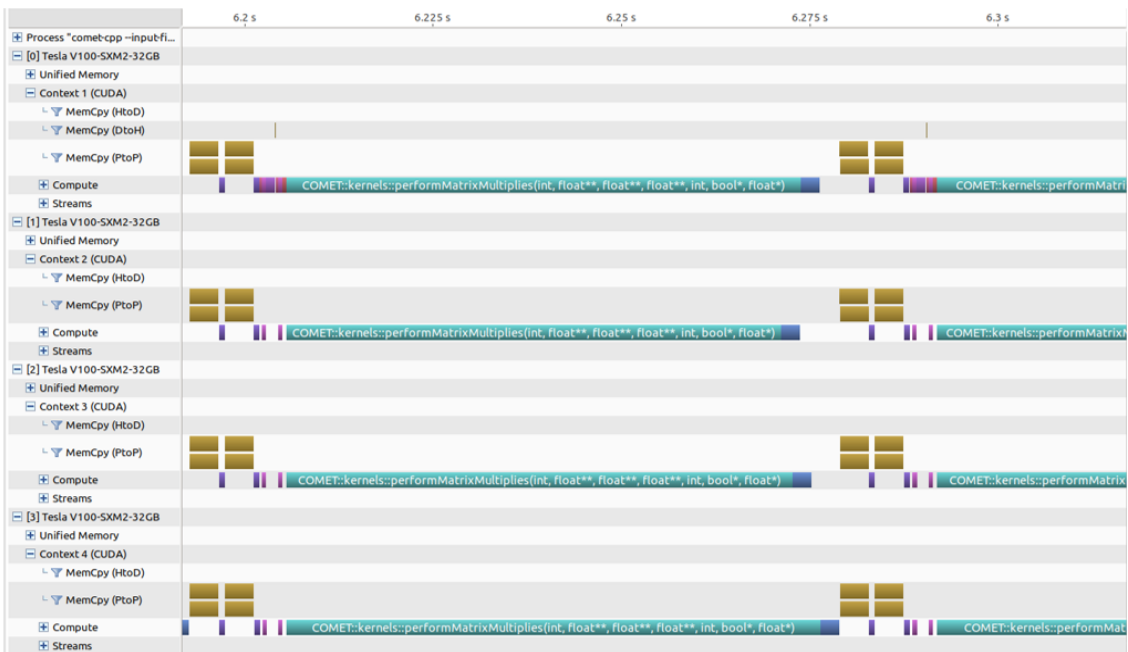 6.2 s 6.225 s 6.25 s 6.275 s 6.3 s
Process "comet-cpp --input-fi...
[0] Tesla V100-SXM2-32GB
Unified Memory
Context 1 (CUDA)
MemCpy (HtoD)
MemCpy (DtoH)
MemCpy (PtoP)
Compute COMET::kernels::performMatrixMultiplies(int, float**, float**, float**, int, bool*, float*) COMET::kernels::performMatri
Streams
[1] Tesla V100-SXM2-32GB
Unified Memory
Context 2 (CUDA)
MemCpy (HtoD)
MemCpy (PtoP)
Compute COMET::kernels::performMatrixMultiplies(int, float**, float**, float**, int, bool*, float*) COMET::kernels::performMatrixM
Streams
[2] Tesla V100-SXM2-32GB
Unified Memory
Context 3 (CUDA)
MemCpy (HtoD)
MemCpy (PtoP)
Compute COMET::kernels::performMatrixMultiplies(int, float**, float**, float**, int, bool*, float*) COMET::kernels::performMatrix
Streams
[3] Tesla V100-SXM2-32GB
Unified Memory
Context 4 (CUDA)
MemCpy (HtoD)
MemCpy (PtoP)
Compute COMET::kernels::performMatrixMultiplies(int, float**, float**, float**, int, bool*, float*) COMET::kernels::performMat
Streams